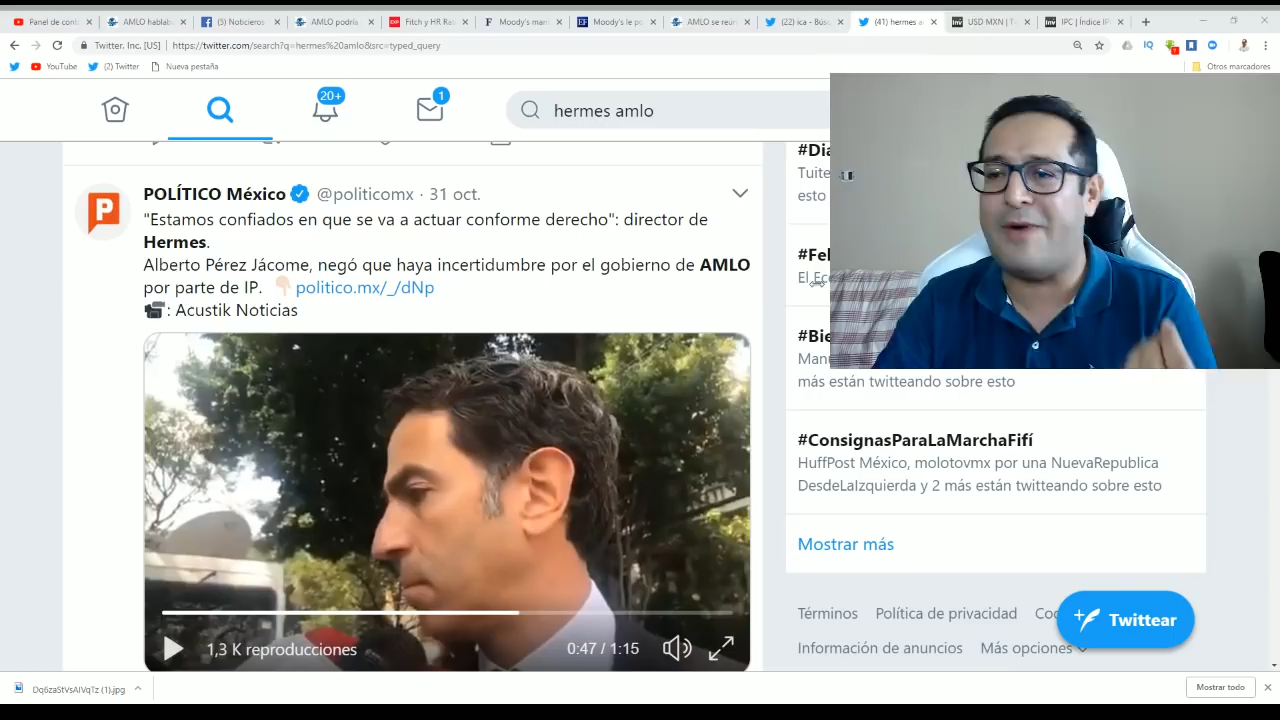 Panel de cont
AMLO hablab
(5) Noticieros
AMLO podría
Fitch y HR Ra
Moody's man
Moody's le p
AMLO se reún
(22) ica - Bús
(41) hermes a
USD MXN | T
IPC | Índice IP
Twitter, Inc. [US] | https://twitter.com/search?q=hermes%20amlo&src=typed_query
YouTube (2) Twitter Nueva pestaña Otros marcadores
20+ 1
hermes amlo
POLÍTICO México @politicomx · 31 oct.
"Estamos confiados en que se va a actuar conforme derecho": director de
Hermes.
Alberto Pérez Jácome, negó que haya incertidumbre por el gobierno de AMLO
por parte de IP. politico.mx/_/dNp
: Acustik Noticias
1,3 K reproducciones 0:47 / 1:15
#Dia
Tuite
esto
#Fel
El Ec
#Bie
Man
más están twitteando sobre esto
#ConsignasParaLaMarchaFifí
HuffPost México, molotovmx por una NuevaRepublica
DesdeLaIzquierda y 2 más están twitteando sobre esto
Mostrar más
Términos Política de privacidad Coo
Información de anuncios Más opciones
Twittear
Dq6zaStVsAIVqTz (1).jpg
Mostrar todo